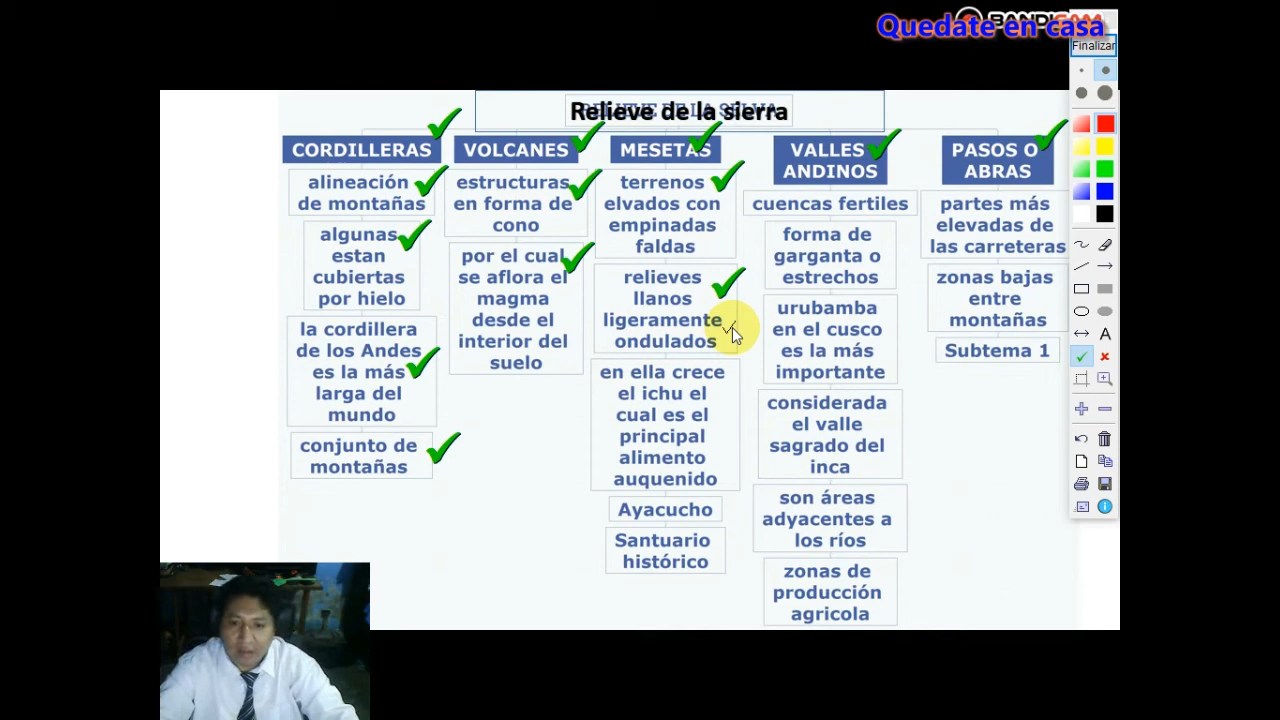 BANDICAM
Quedate en casa
Finalizar
RELIEVE DE LA SELVA
Relieve de la sierra
CORDILLERAS
alineación
de montañas
algunas
estan
cubiertas
por hielo
la cordillera
de los Andes
es la más
larga del
mundo
conjunto de
montañas
VOLCANES
estructuras
en forma de
cono
por el cual
se aflora el
magma
desde el
interior del
suelo
MESETAS
terrenos
elvados con
empinadas
faldas
relieves
llanos
ligeramente
ondulados
en ella crece
el ichu el
cual es el
principal
alimento
auquenido
Ayacucho
Santuario
histórico
VALLES
ANDINOS
cuencas fertiles
forma de
garganta o
estrechos
urubamba
en el cusco
es la más
importante
considerada
el valle
sagrado del
inca
son áreas
adyacentes a
los ríos
zonas de
producción
agricola
PASOS O
ABRAS
partes más
elevadas de
las carreteras
zonas bajas
entre
montañas
Subtema 1
A